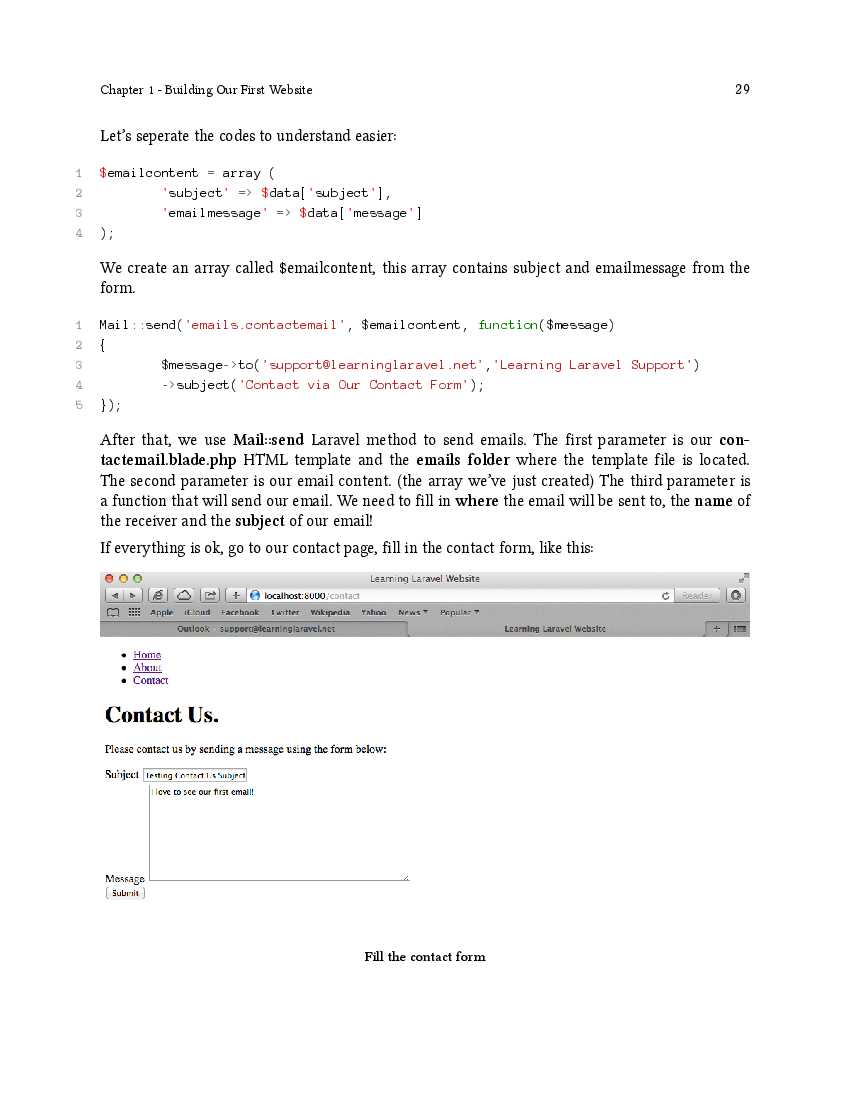 Chapter 1 - Building Our First Website 29
Let's seperate the codes to understand easier:
1 $emailcontent = array (
2 'subject' => $data['subject'],
3 'emailmessage' => $data['message']
4 );
We create an array called $emailcontent, this array contains subject and emailmessage from the
form.
1 Mail::send('emails.contactemail', $emailcontent, function($message)
2 {
3 $message->to('support@learninglaravel.net','Learning Laravel Support')
4 ->subject('Contact via Our Contact Form');
5 });
After that, we use Mail::send Laravel method to send emails. The first parameter is our con-
tactemail.blade.php HTML template and the emails folder where the template file is located.
The second parameter is our email content. (the array we've just created) The third parameter is
a function that will send our email. We need to fill in where the email will be sent to, the name of
the receiver and the subject of our email!
If everything is ok, go to our contact page, fill in the contact form, like this:
Learning Laravel Website
localhost:8000/contact Reader
Apple iCloud Facebook Twitter Wikipedia Yahoo News Popular
Outlook - support@learninglaravel.net Learning Laravel Website
• Home
• About
• Contact
Contact Us.
Please contact us by sending a message using the form below:
Subject Testing Contact Us Subject
I love to see our first email!
Message
Submit
Fill the contact form